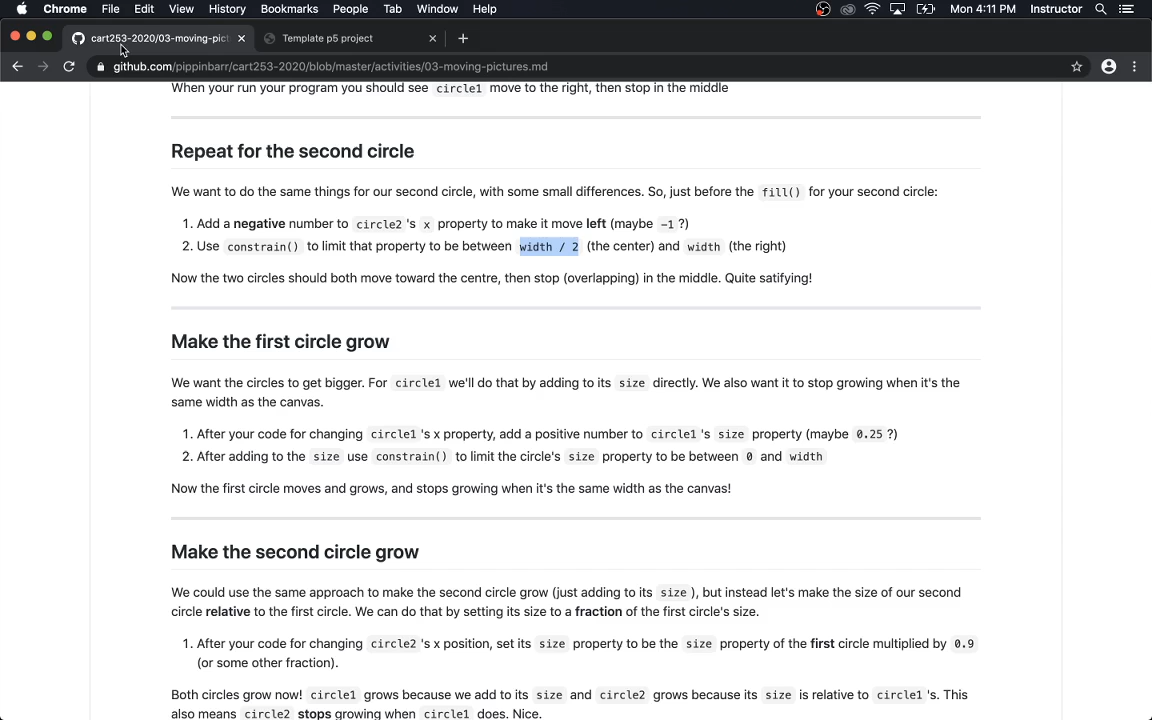 Chrome File Edit View History Bookmarks People Tab Window Help Mon 4:11 PM Instructor
cart253-2020/03-moving-pict Template p5 project
github.com/pippinbarr/cart253-2020/blob/master/activities/03-moving-pictures.md
When your run your program you should see circle1 move to the right, then stop in the middle
Repeat for the second circle
We want to do the same things for our second circle, with some small differences. So, just before the fill() for your second circle:
1. Add a negative number to circle2 's x property to make it move left (maybe -1 ?)
2. Use constrain() to limit that property to be between width / 2 (the center) and width (the right)
Now the two circles should both move toward the centre, then stop (overlapping) in the middle. Quite satifying!
Make the first circle grow
We want the circles to get bigger. For circle1 we'll do that by adding to its size directly. We also want it to stop growing when it's the
same width as the canvas.
1. After your code for changing circle1 's x property, add a positive number to circle1 's size property (maybe 0.25 ?)
2. After adding to the size use constrain() to limit the circle's size property to be between 0 and width
Now the first circle moves and grows, and stops growing when it's the same width as the canvas!
Make the second circle grow
We could use the same approach to make the second circle grow (just adding to its size ), but instead let's make the size of our second
circle relative to the first circle. We can do that by setting its size to a fraction of the first circle's size.
1. After your code for changing circle2 's x position, set its size property to be the size property of the first circle multiplied by 0.9
(or some other fraction).
Both circles grow now! circle1 grows because we add to its size and circle2 grows because its size is relative to circle1 's. This
also means circle2 stops growing when circle1 does. Nice.